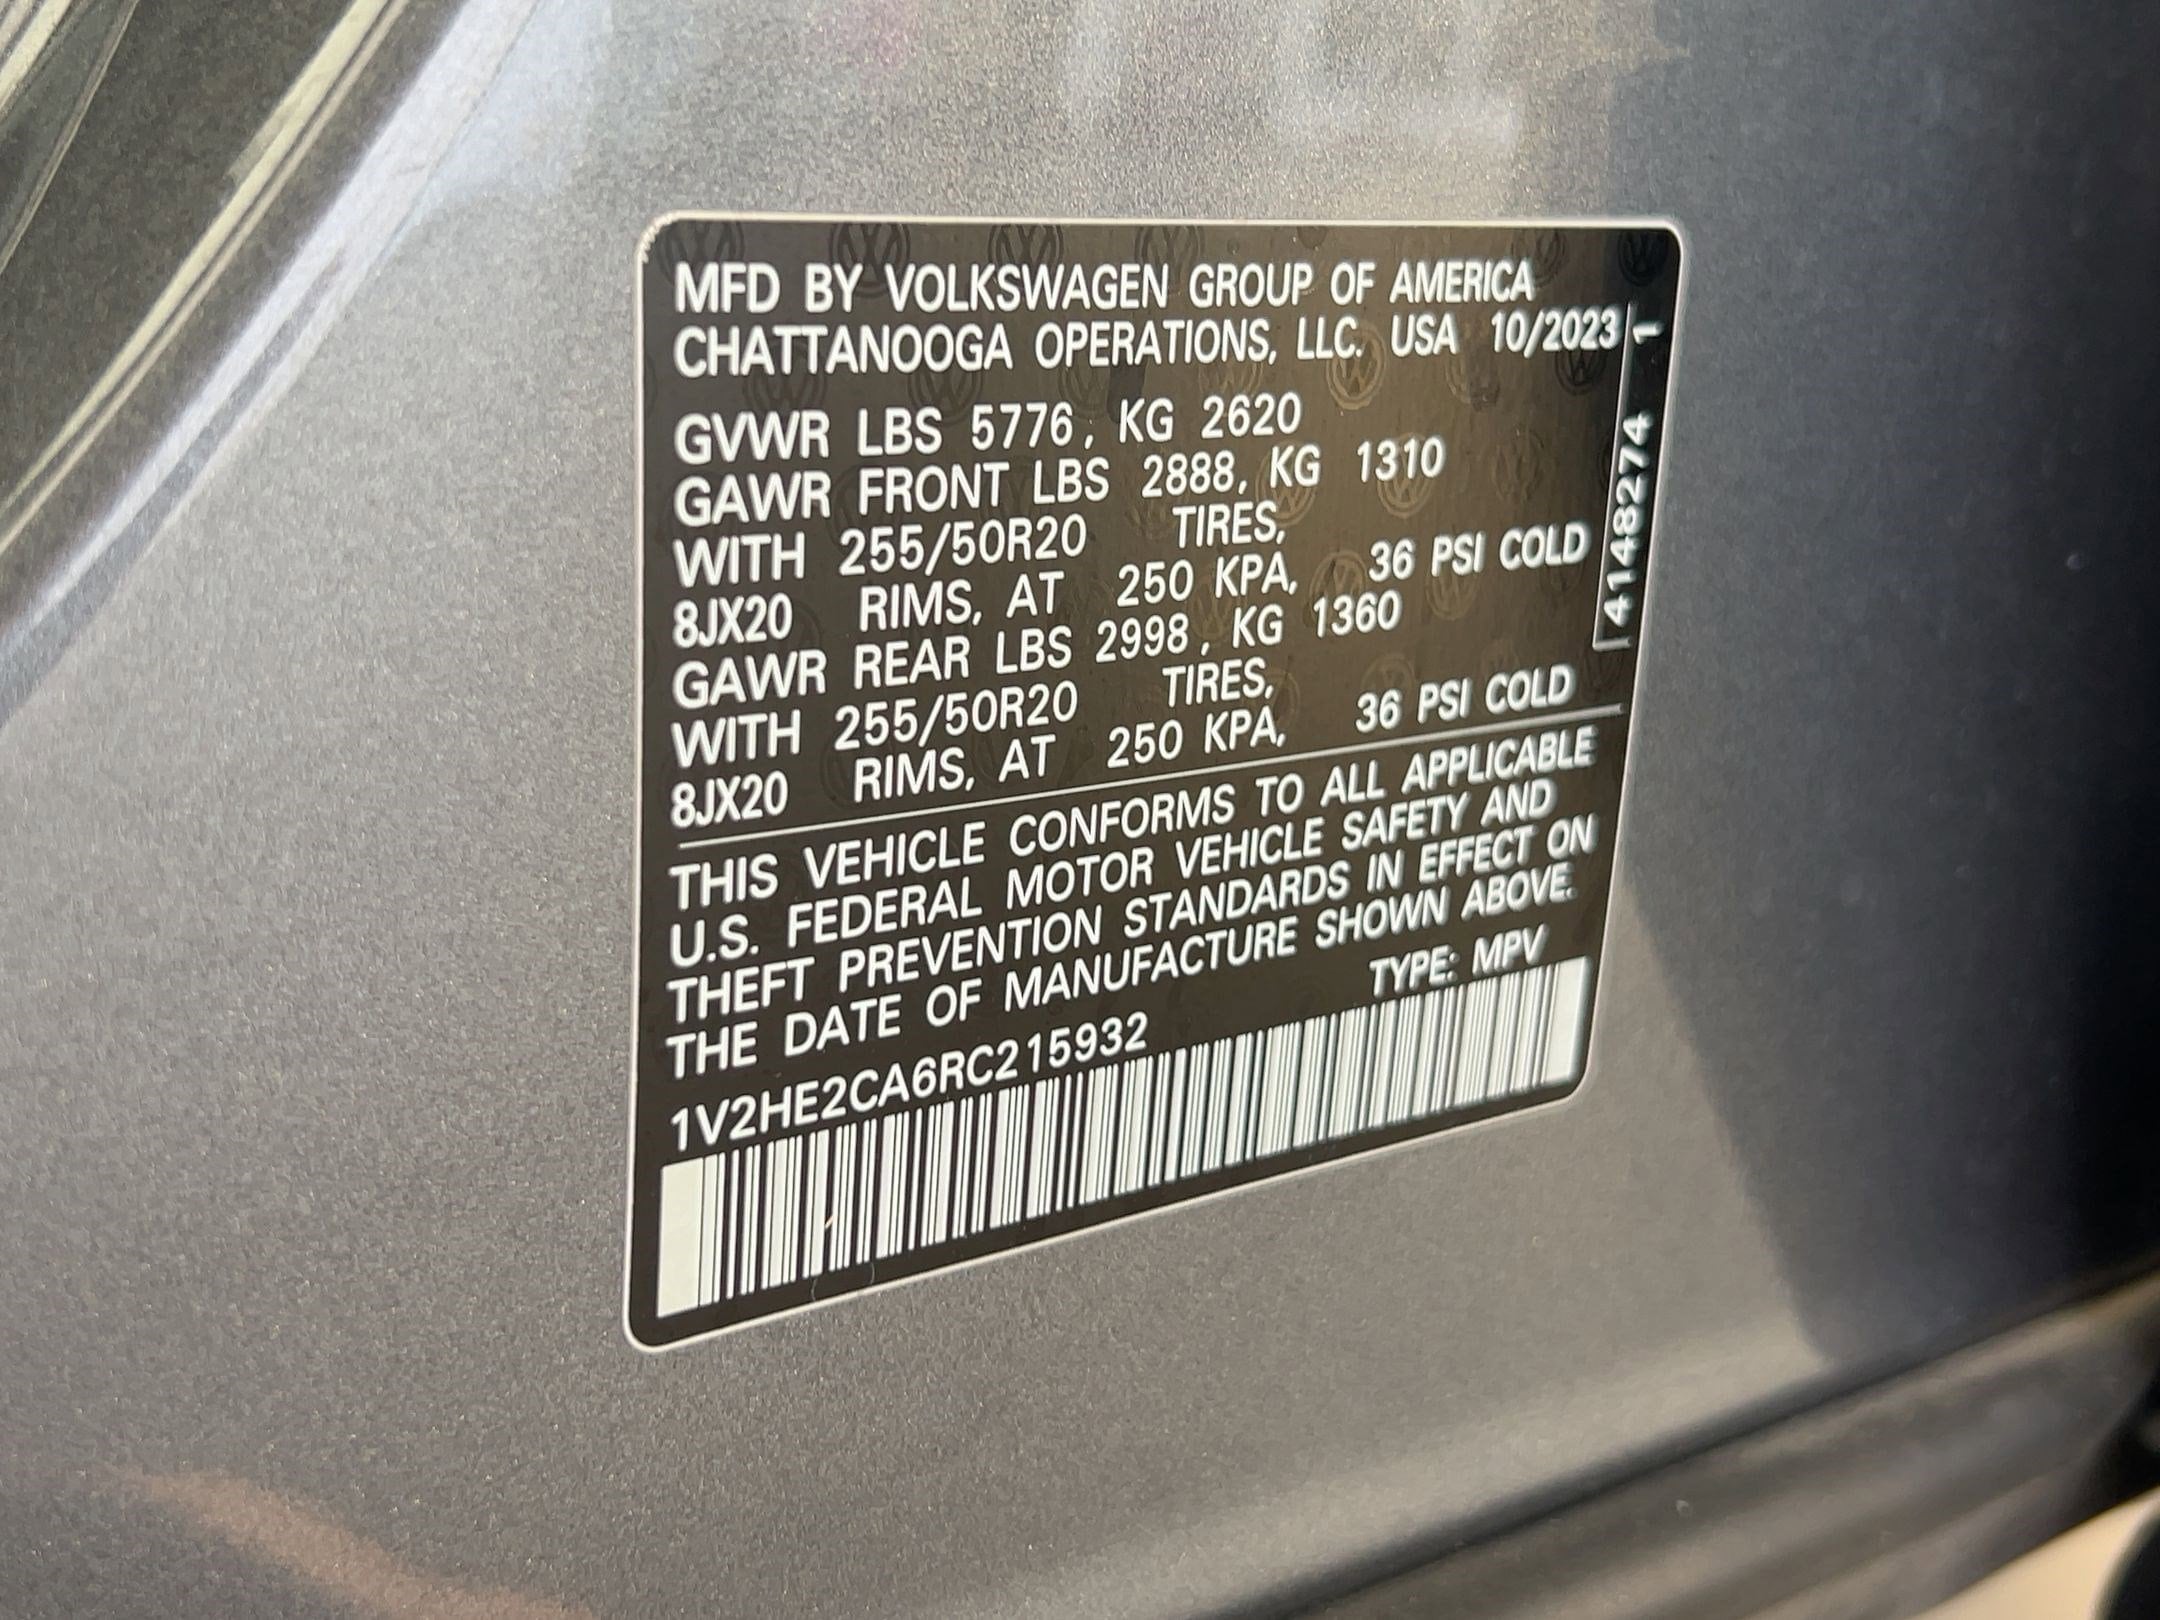 MFD BY VOLKSWAGEN GROUP OF AMERICA
CHATTANOOGA OPERATIONS, LLC. USA 10/2023
GVWR LBS 5776, KG 2620
GAWR FRONT LBS 2888, KG 1310
WITH 255/50R20 TIRES,
8JX20 RIMS, AT 250 KPA, 36 PSI COLD
GAWR REAR LBS 2998, KG 1360
WITH 255/50R20 TIRES,
8JX20 RIMS, AT 250 KPA, 36 PSI COLD
4148274 1
THIS VEHICLE CONFORMS TO ALL APPLICABLE
U.S. FEDERAL MOTOR VEHICLE SAFETY AND
THEFT PREVENTION STANDARDS IN EFFECT ON
THE DATE OF MANUFACTURE SHOWN ABOVE.
1V2HE2CA6RC215932 TYPE: MPV